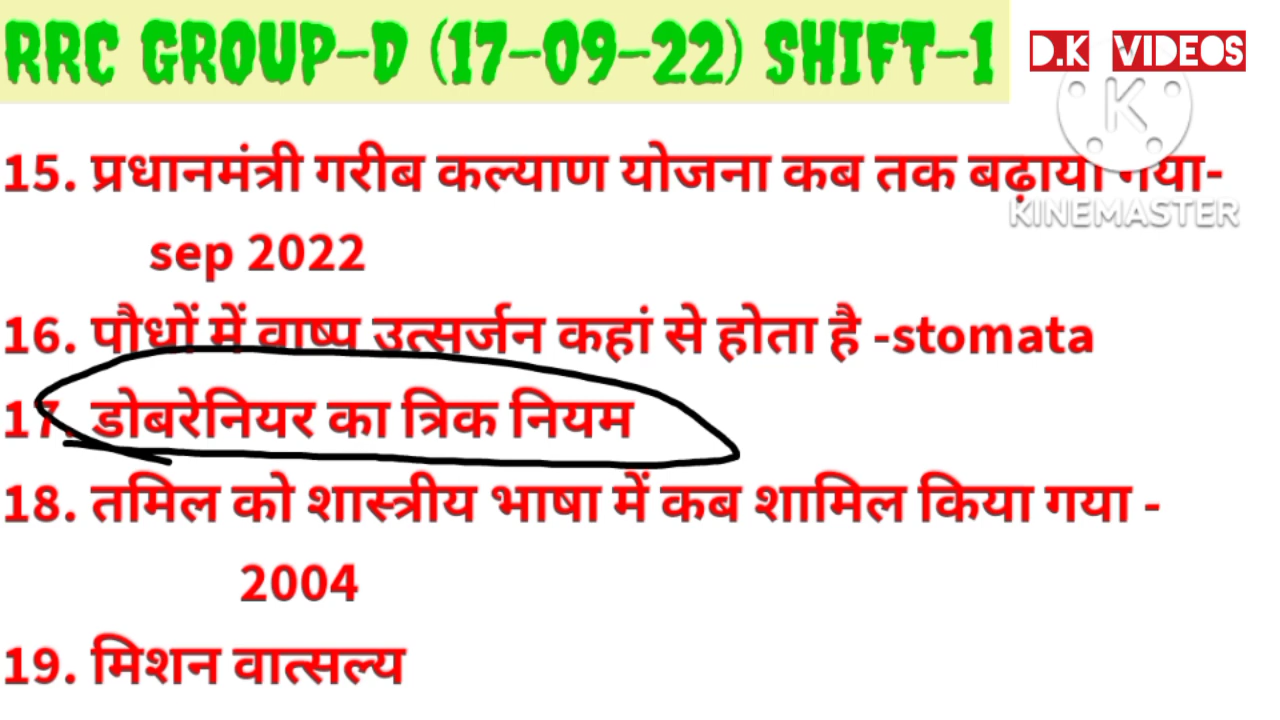 RRC GROUP-D (17-09-22) SHIFT-1
D.K VIDEOS
15. प्रधानमंत्री गरीब कल्याण योजना कब तक बढ़ाया गया-
KINEMASTER
sep 2022
16. पौधों में वाष्प उत्सर्जन कहां से होता है -stomata
17. डोबरेनियर का त्रिक नियम
18. तमिल को शास्त्रीय भाषा में कब शामिल किया गया -
2004
19. मिशन वात्सल्य